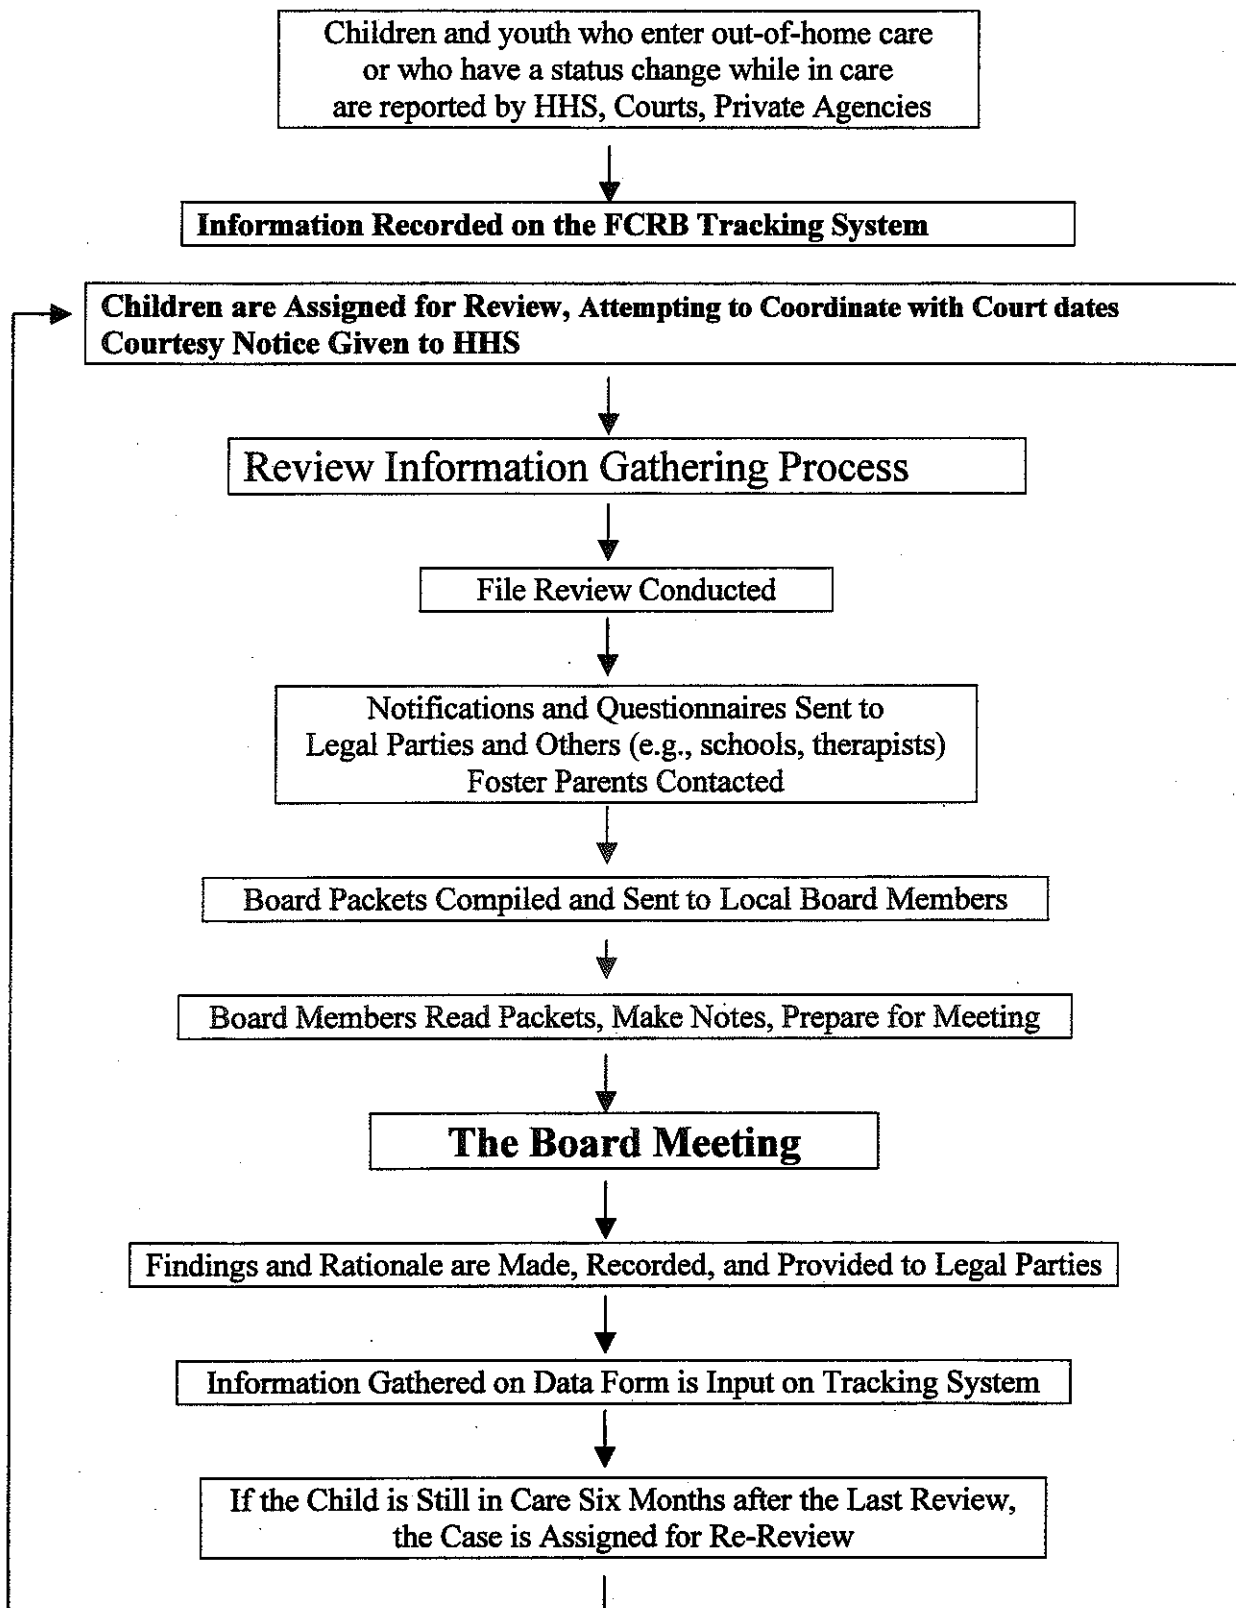 Children and youth who enter out-of-home care
or who have a status change while in care
are reported by HHS, Courts, Private Agencies
Information Recorded on the FCRB Tracking System
Children are Assigned for Review, Attempting to Coordinate with Court dates
Courtesy Notice Given to HHS
Review Information Gathering Process
File Review Conducted
Notifications and Questionnaires Sent to
Legal Parties and Others (e.g., schools, therapists)
Foster Parents Contacted
Board Packets Compiled and Sent to Local Board Members
Board Members Read Packets, Make Notes, Prepare for Meeting
The Board Meeting
Findings and Rationale are Made, Recorded, and Provided to Legal Parties
Information Gathered on Data Form is Input on Tracking System
If the Child is Still in Care Six Months after the Last Review,
the Case is Assigned for Re-Review